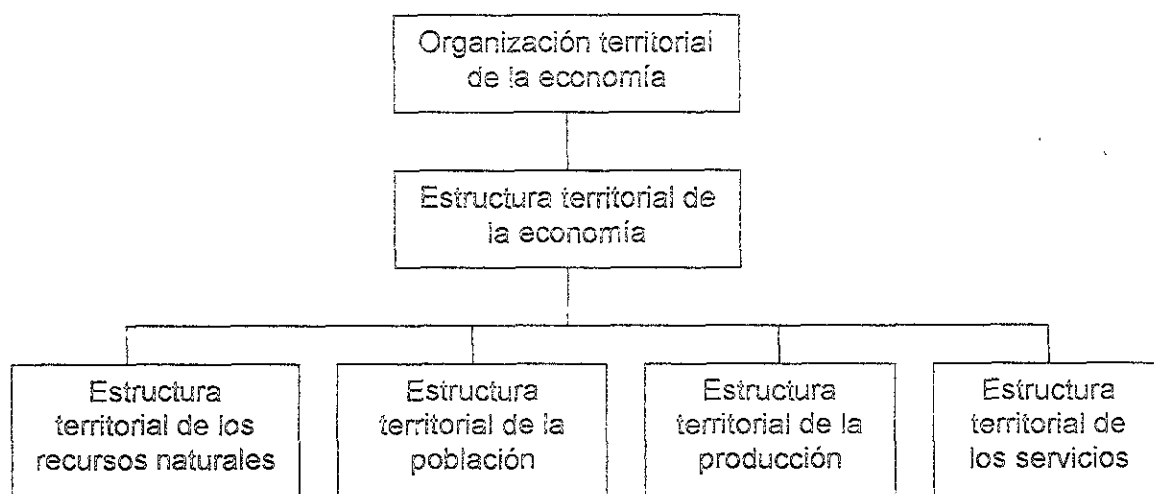 Organización territorial
de la economía
Estructura territorial de
la economía
Estructura
territorial de los
recursos naturales
Estructura
territorial de la
población
Estructura
territorial de la
producción
Estructura
territorial de
los servicios